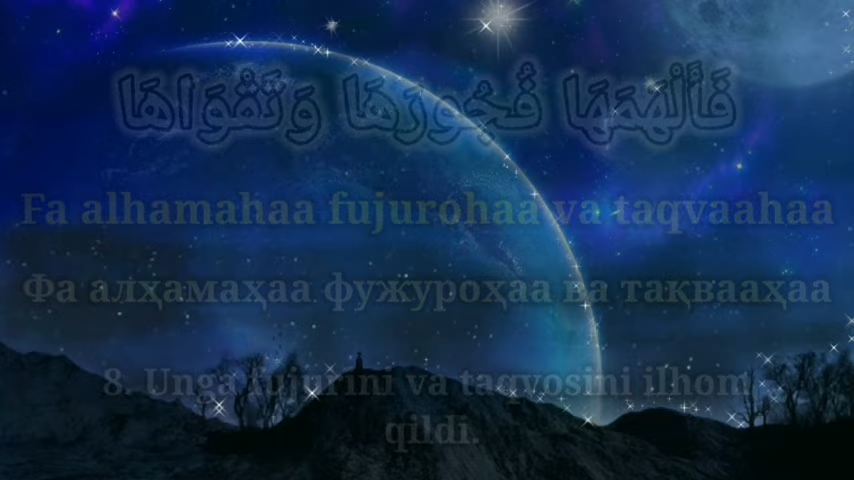 فَأَلْهَمَهَا فُجُورَهَا وَتَقْوَاهَا
Fa alhamahaa fujurohaa va taqvaahaa
Фа алҳамаҳаа фужуроҳаа ва тақвааҳаа
8. Unga fujurini va taqvosini ilhom
qildi.